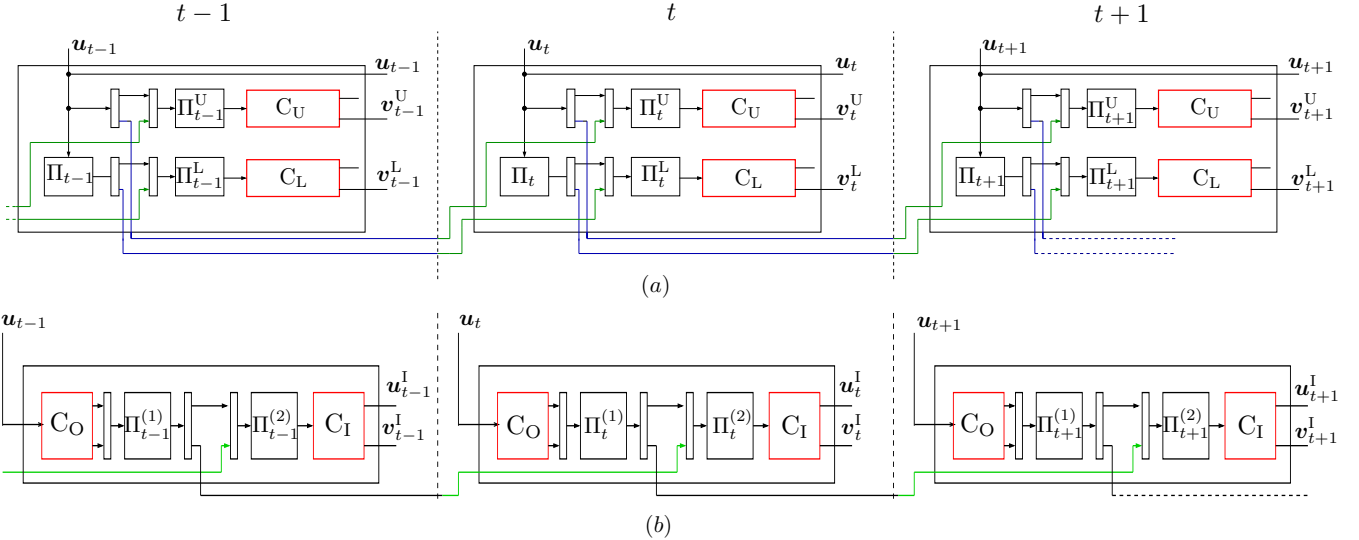 t − 1 t t + 1
u_{t−1} u_t u_{t+1}
u_{t−1} u_t u_{t+1}
Π^U_{t−1} C_U v^U_{t−1} Π^U_t C_U v^U_t Π^U_{t+1} C_U v^U_{t+1}
Π_{t−1} Π^L_{t−1} C_L v^L_{t−1} Π_t Π^L_t C_L v^L_t Π_{t+1} Π^L_{t+1} C_L v^L_{t+1}
(a)
u_{t−1} u_t u_{t+1}
u^I_{t−1} u^I_t u^I_{t+1}
C_O Π^{(1)}_{t−1} Π^{(2)}_{t−1} C_I v^I_{t−1} C_O Π^{(1)}_t Π^{(2)}_t C_I v^I_t C_O Π^{(1)}_{t+1} Π^{(2)}_{t+1} C_I v^I_{t+1}
(b)